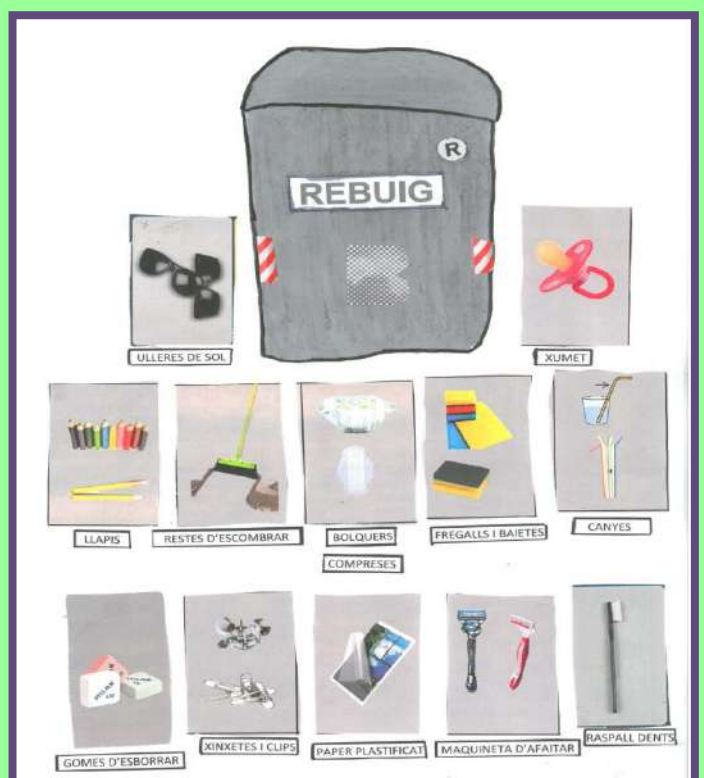 R
REBUIG
ULLERES DE SOL
XUMET
LLAPIS
RESTES D'ESCOMBRAR
BOLQUERS
COMPRESES
FREGALLS I BAIETES
CANYES
GOMES D'ESBORRAR
XINXETES I CLIPS
PAPER PLASTIFICAT
MAQUINETA D'AFAITAR
RASPALL DENTS